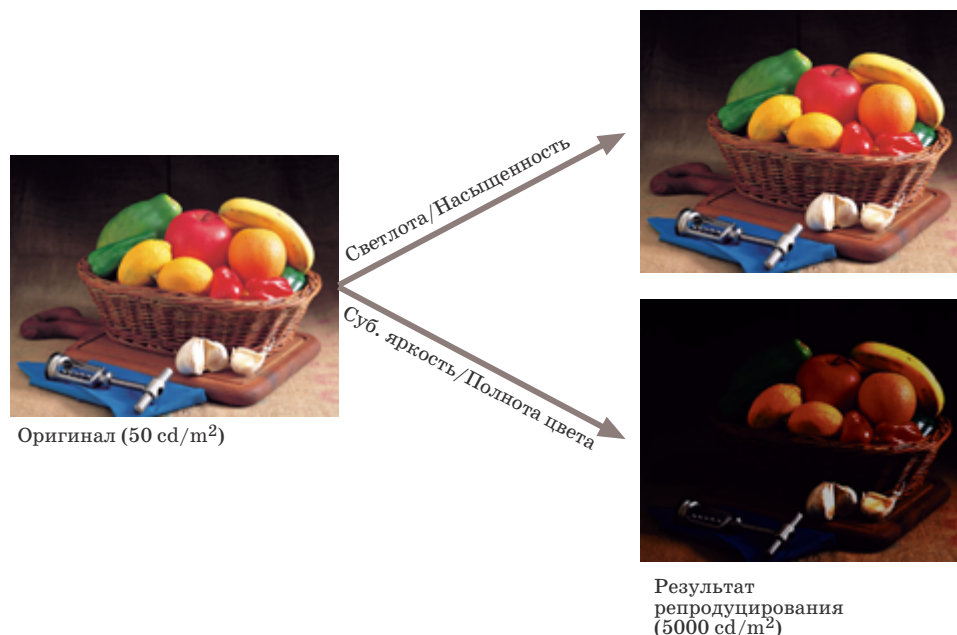 Светлота/Насыщенность
Суб. яркость/Полнота цвета
Оригинал (50 cd/m²)
Результат
репродуцирования
(5000 cd/m²)